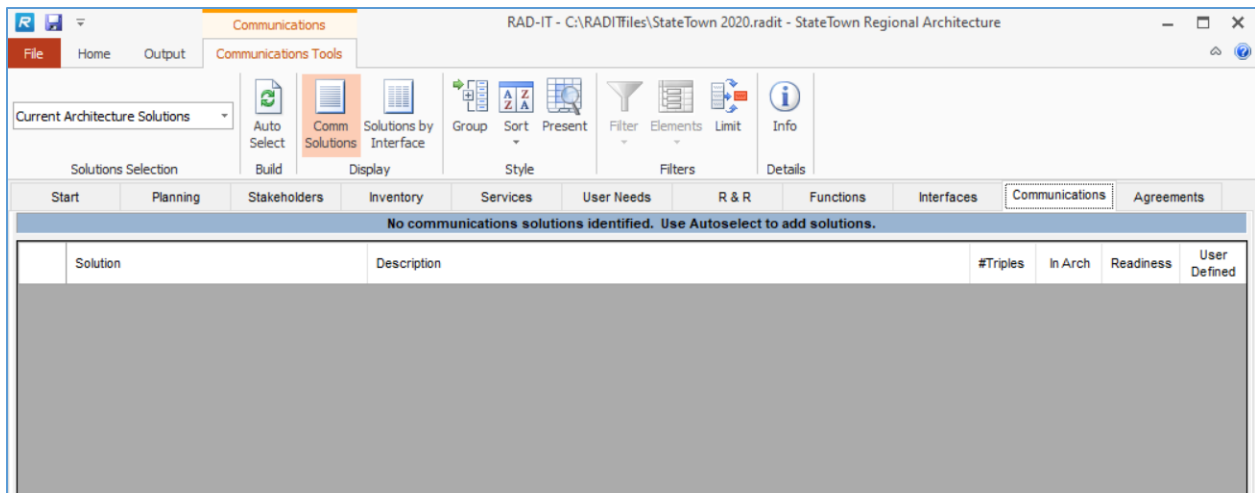 R
Communications
RAD-IT - C:\RADITfiles\StateTown 2020.radit - StateTown Regional Architecture
File Home Output Communications Tools
Current Architecture Solutions
Auto Select
Comm Solutions
Solutions by Interface
Group
Sort
Present
Filter
Elements
Limit
Info
Solutions Selection Build Display Style Filters Details
Start Planning Stakeholders Inventory Services User Needs R & R Functions Interfaces Communications Agreements
No communications solutions identified. Use Autoselect to add solutions.
Solution Description #Triples In Arch Readiness User Defined